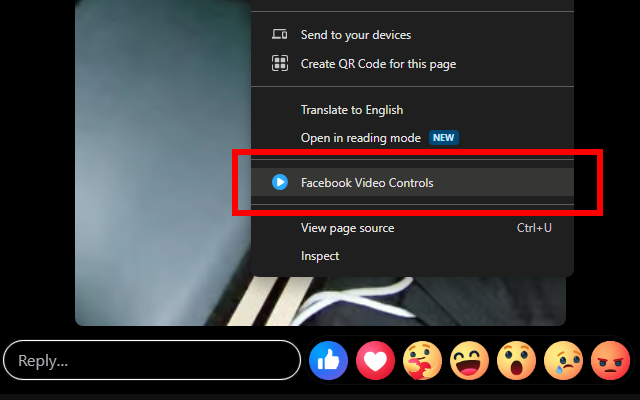 Send to your devices
Create QR Code for this page
Translate to English
Open in reading mode NEW
Facebook Video Controls
View page source Ctrl+U
Inspect
Reply...